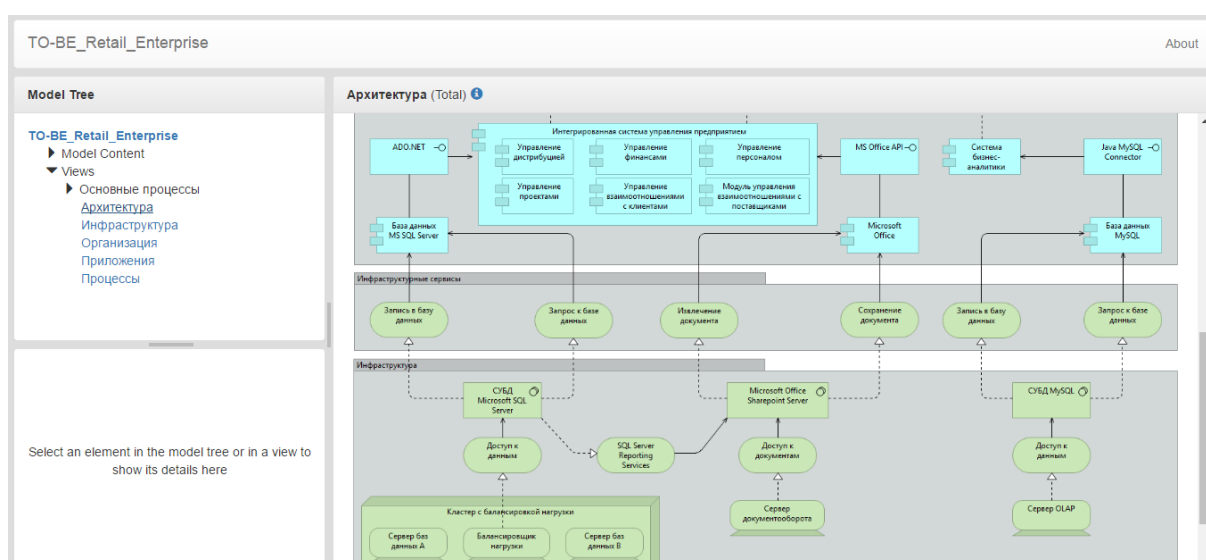 TO-BE_Retail_Enterprise
About
Model Tree
TO-BE_Retail_Enterprise
Model Content
Views
Основные процессы
Архитектура
Инфраструктура
Организация
Приложения
Процессы
Select an element in the model tree or in a view to
show its details here
Архитектура (Total)
Интегрированная система управления предприятием
ADO.NET
Управление
дистрибуцией
Управление
финансами
Управление
персоналом
MS Office API
Система
бизнес-
аналитики
Java MySQL
Connector
Управление
проектами
Управление
взаимоотношениями
с клиентами
Модуль управления
взаимоотношениями с
поставщиками
База данных
MS SQL Server
Microsoft
Office
База данных
MySQL
Инфраструктурные сервисы
Запись в базу
данных
Запрос к базе
данных
Извлечение
документа
Сохранение
документа
Запись в базу
данных
Запрос к базе
данных
Инфраструктура
СУБД
Microsoft SQL
Server
Microsoft Office
Sharepoint Server
СУБД MySQL
Доступ к
данным
SQL Server
Reporting
Services
Доступ к
документам
Доступ к
данным
Кластер с балансировкой нагрузки
Сервер
документооборота
Сервер OLAP
Сервер баз
данных A
Балансировщик
нагрузки
Сервер баз
данных B